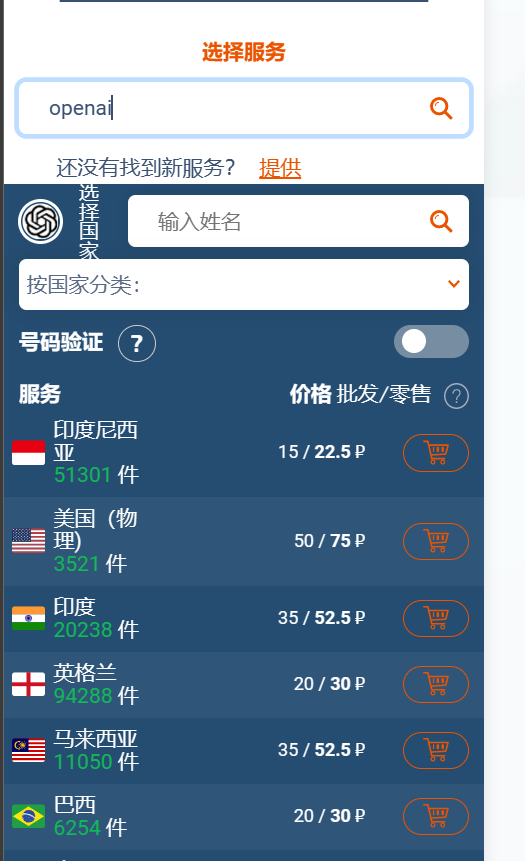 选择服务
openai
还没有找到新服务? 提供
选择国家
输入姓名
按国家分类:
号码验证 ?
服务 价格 批发/零售 ?
印度尼西亚
51301 件
15 / 22.5 ₽
美国（物理)
3521 件
50 / 75 ₽
印度
20238 件
35 / 52.5 ₽
英格兰
94288 件
20 / 30 ₽
马来西亚
11050 件
35 / 52.5 ₽
巴西
6254 件
20 / 30 ₽